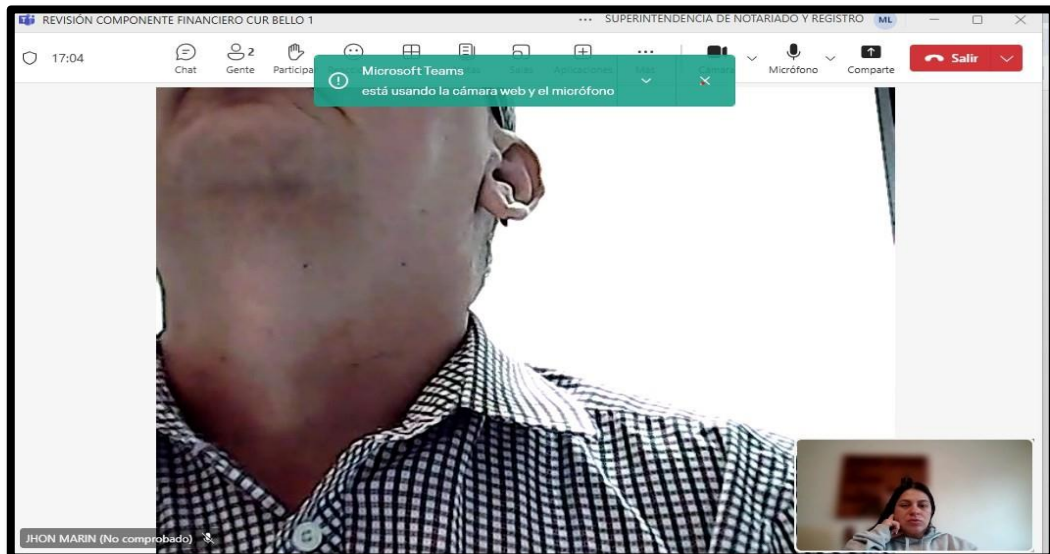 REVISIÓN COMPONENTE FINANCIERO CUR BELLO 1
SUPERINTENDENCIA DE NOTARIADO Y REGISTRO ML
17:04
Chat
Gente 2
Participa
Micrófono
Comparte
Salir
Microsoft Teams
está usando la cámara web y el micrófono
JHON MARIN (No comprobado)